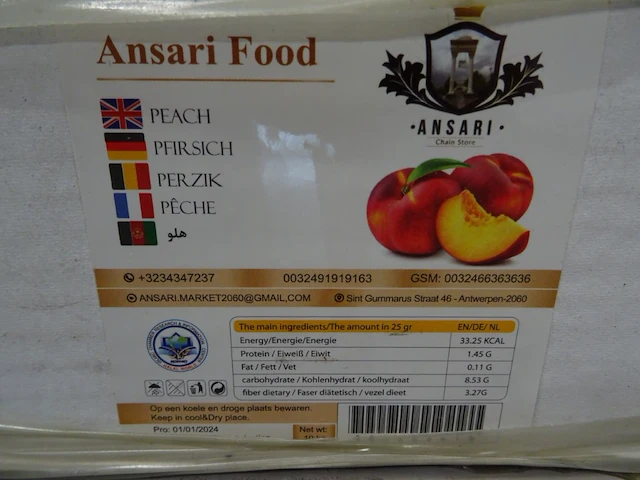 Ansari Food
ANSARI
Chain Store
PEACH
PFIRSICH
PERZIK
PÊCHE
هلو
+3234347237 0032491919163 GSM: 0032466363636
ANSARI.MARKET2060@GMAIL,COM Sint Gummarus Straat 46 - Antwerpen-2060
The main ingredients/The amount in 25 gr EN/DE/ NL
Energy/Energie/Energie 33.25 KCAL
Protein / Eiweiß / Eiwit 1.45 G
Fat / Fett / Vet 0.11 G
carbohydrate / Kohlenhydrat / koolhydraat 8.53 G
fiber dietary / Faser diätetisch / vezel dieet 3.27G
Op een koele en droge plaats bewaren.
Keep in cool&Dry place.
Pro: 01/01/2024 Net wt: